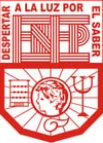 DESPERTAR
A LA LUZ POR
EL SABER
ENP